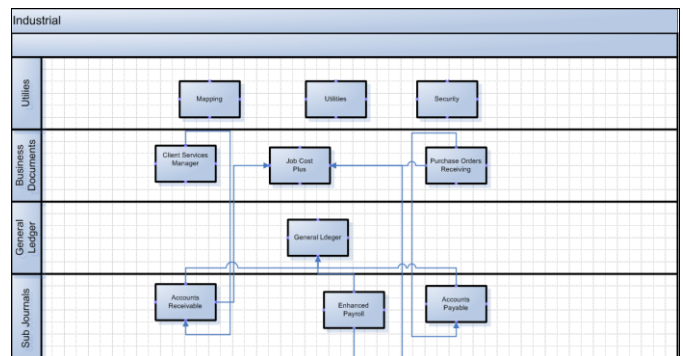 Industrial
Utilies
Mapping
Utilities
Security
Business
Documents
Client Services
Manager
Job Cost
Plus
Purchase Orders
Receiving
General
Ledger
General Ldeger
Sub Journals
Accounts
Receivable
Enhanced
Payroll
Accounts
Payable